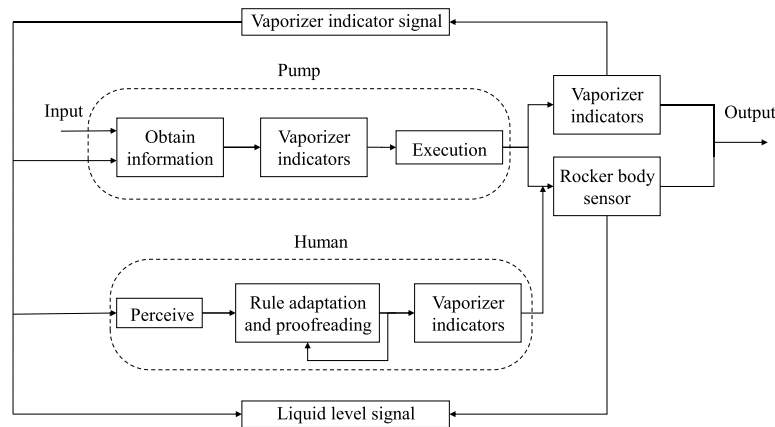 Vaporizer indicator signal
Pump
Input
Obtain
information
Vaporizer
indicators
Execution
Vaporizer
indicators
Output
Rocker body
sensor
Human
Perceive
Rule adaptation
and proofreading
Vaporizer
indicators
Liquid level signal